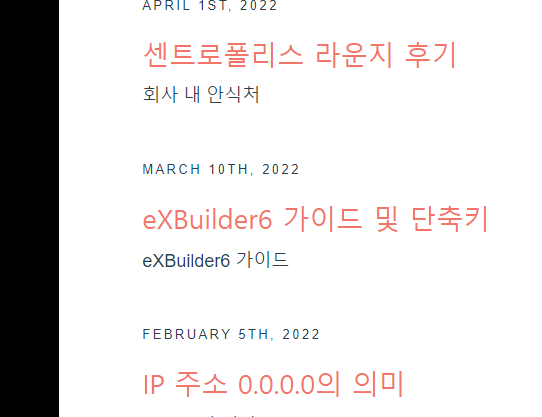 APRIL 1ST, 2022
센트로폴리스 라운지 후기
회사 내 안식처
MARCH 10TH, 2022
eXBuilder6 가이드 및 단축키
eXBuilder6 가이드
FEBRUARY 5TH, 2022
IP 주소 0.0.0.0의 의미